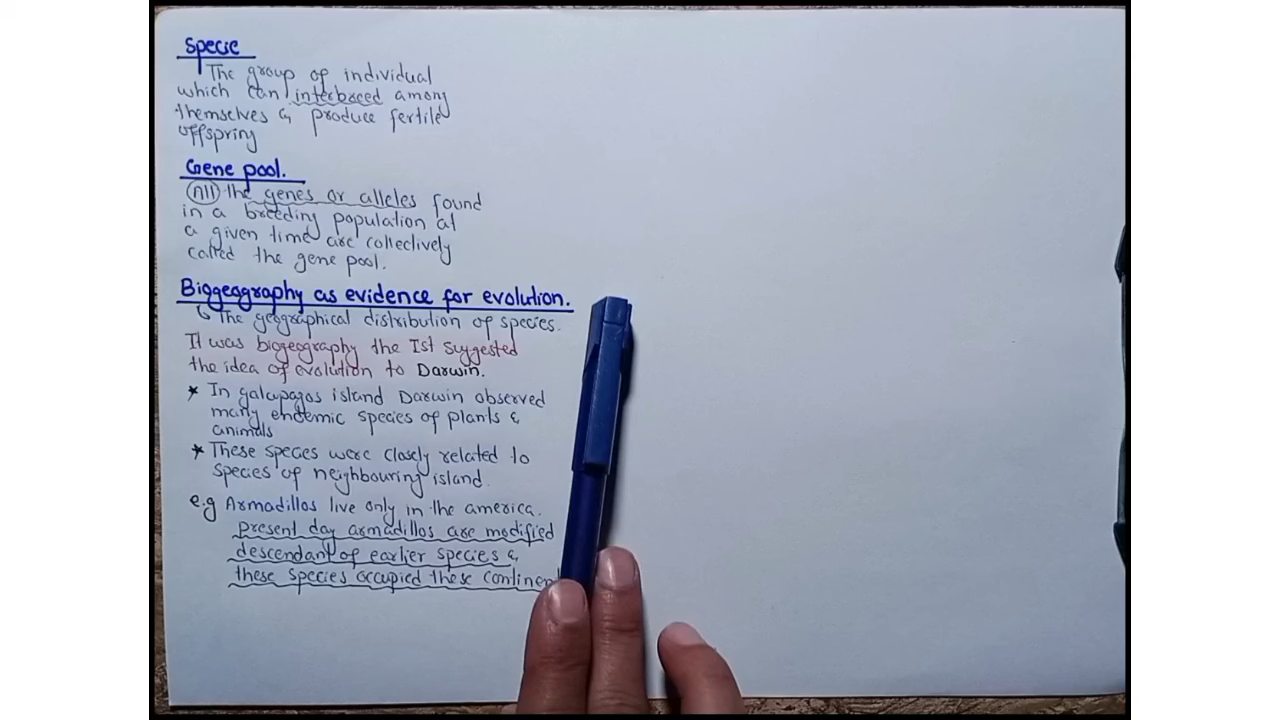 Specie
The group of individual
which can interbreed among
themselves & produce fertile
offspring
Gene pool.
All the genes or alleles found
in a breeding population at
a given time are collectively
called the gene pool.
Biogeography as evidence for evolution.
The geographical distribution of species.
It was biogeography the Ist suggested
the idea of evolution to Darwin.
* In galapagos island Darwin observed
many endemic species of plants &
animals
* These species were closely related to
species of neighbouring island.
e.g Armadillos live only in the america.
present day armadillos are modified
descendant of earlier species &
these species occupied these